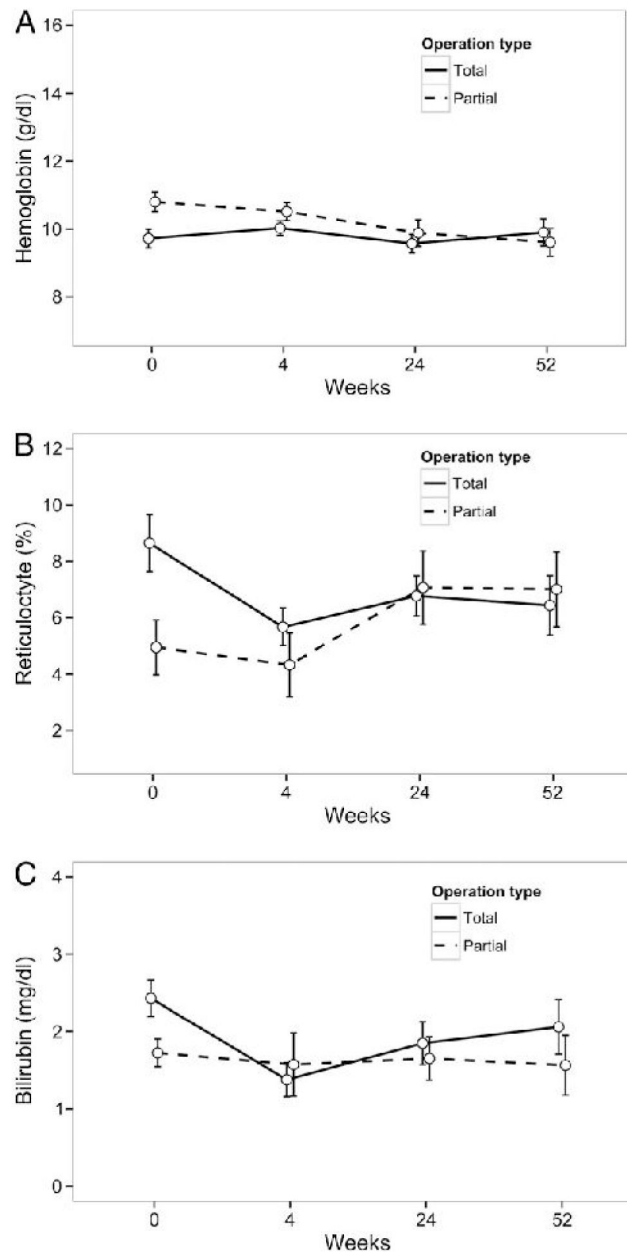 A
16
Operation type
Total
Partial
14
12
10
8
Hemoglobin (g/dl)
0 4 24 52
Weeks
B
12
Operation type
Total
Partial
10
8
6
4
2
Reticuloctyte (%)
0 4 24 52
Weeks
C
4
Operation type
Total
Partial
3
2
1
0
Bilirubin (mg/dl)
0 4 24 52
Weeks